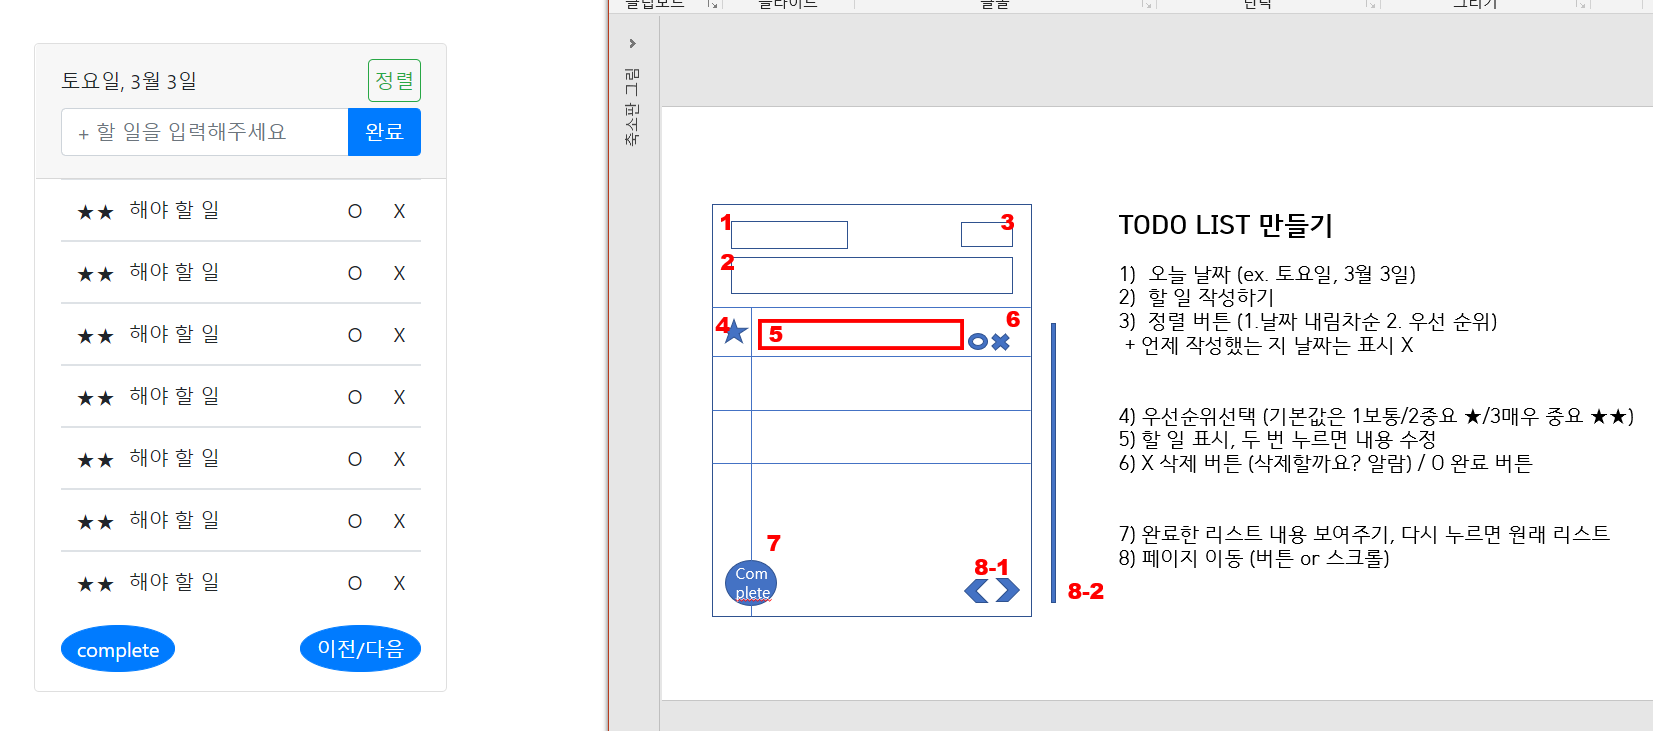 토요일, 3월 3일
정렬
+ 할 일을 입력해주세요
완료
★★ 해야 할 일 O X
★★ 해야 할 일 O X
★★ 해야 할 일 O X
★★ 해야 할 일 O X
★★ 해야 할 일 O X
★★ 해야 할 일 O X
★★ 해야 할 일 O X
complete
이전/다음
클립보드
슬라이드
글꼴
단락
그리기
축소판 그림
1
3
2
4
5
6
7
Com
plete
8-1
8-2
TODO LIST 만들기
1) 오늘 날짜 (ex. 토요일, 3월 3일)
2) 할 일 작성하기
3) 정렬 버튼 (1.날짜 내림차순 2. 우선 순위)
+ 언제 작성했는 지 날짜는 표시 X
4) 우선순위선택 (기본값은 1보통/2중요 ★/3매우 중요 ★★)
5) 할 일 표시, 두 번 누르면 내용 수정
6) X 삭제 버튼 (삭제할까요? 알람) / O 완료 버튼
7) 완료한 리스트 내용 보여주기, 다시 누르면 원래 리스트
8) 페이지 이동 (버튼 or 스크롤)